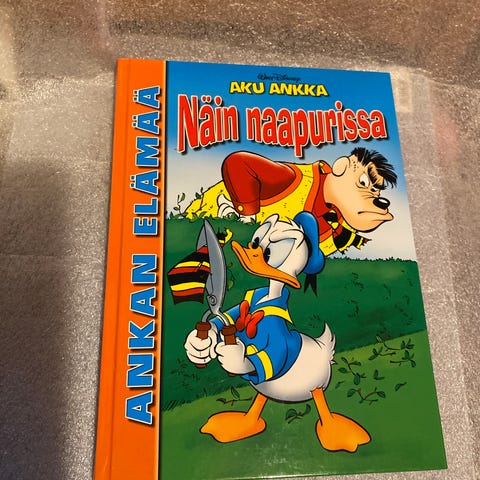 Walt Disney
AKU ANKKA
Näin naapurissa
ANKAN ELÄMÄÄ